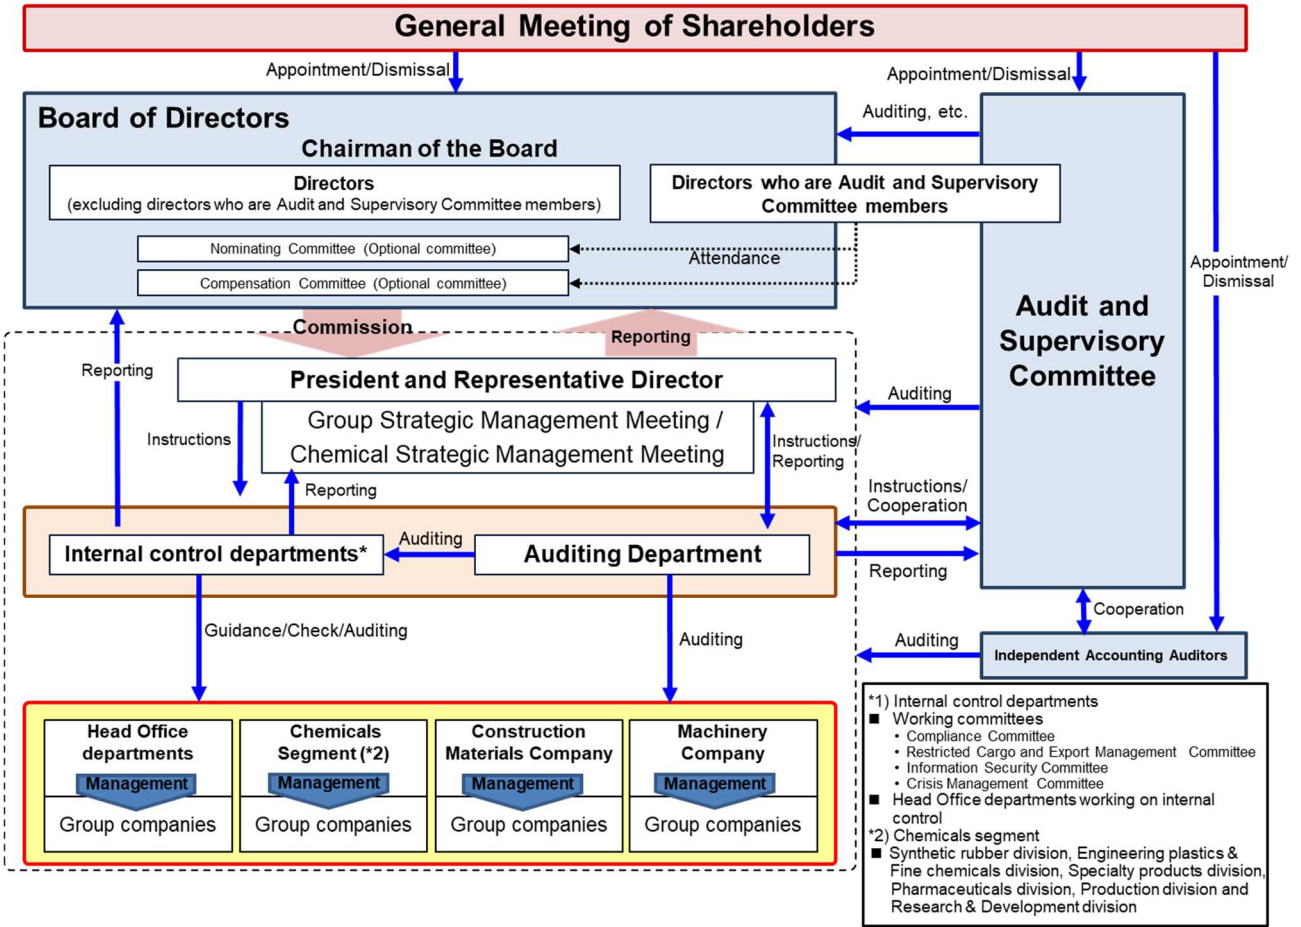 General Meeting of Shareholders
Appointment/Dismissal
Appointment/Dismissal
Board of Directors
Auditing, etc.
Chairman of the Board
Directors
(excluding directors who are Audit and Supervisory Committee members)
Directors who are Audit and Supervisory
Committee members
Nominating Committee (Optional committee)
Attendance
Compensation Committee (Optional committee)
Appointment/
Dismissal
Audit and
Supervisory
Committee
Commission
Reporting
Reporting
President and Representative Director
Auditing
Group Strategic Management Meeting /
Chemical Strategic Management Meeting
Instructions
Instructions/
Reporting
Reporting
Instructions/
Cooperation
Internal control departments*
Auditing
Auditing Department
Reporting
Cooperation
Guidance/Check/Auditing
Auditing
Auditing
Independent Accounting Auditors
Head Office
departments
Management
Group companies
Chemicals
Segment (*2)
Management
Group companies
Construction
Materials Company
Management
Group companies
Machinery
Company
Management
Group companies
*1) Internal control departments
■ Working committees
• Compliance Committee
• Restricted Cargo and Export Management Committee
• Information Security Committee
• Crisis Management Committee
■ Head Office departments working on internal
control
*2) Chemicals segment
■ Synthetic rubber division, Engineering plastics &
Fine chemicals division, Specialty products division,
Pharmaceuticals division, Production division and
Research & Development division